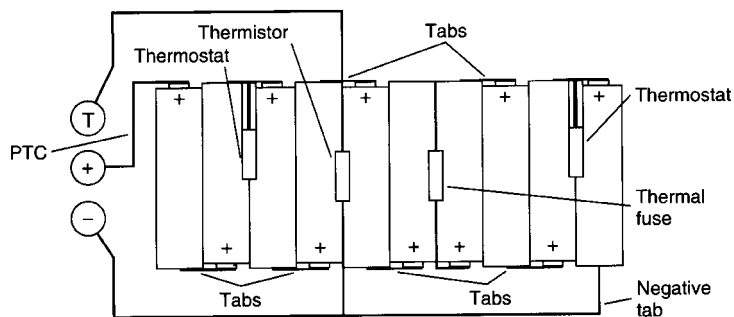 Thermistor
Thermostat
Tabs
+
+
+
+
+
Thermostat
T
PTC
+
−
Thermal
fuse
+
+
+
+
+
Tabs
Tabs
Negative
tab